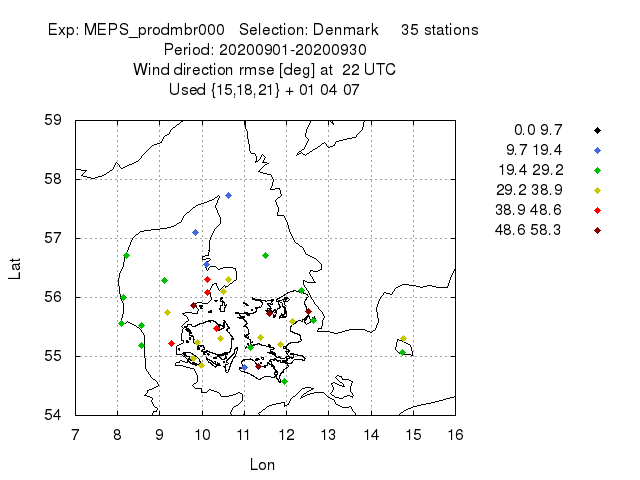 Exp: MEPS_prodmbr000 Selection: Denmark 35 stations
Period: 20200901-20200930
Wind direction rmse [deg] at 22 UTC
Used {15,18,21} + 01 04 07
59
58
57
56
55
54
Lat
7 8 9 10 11 12 13 14 15 16
Lon
0.0 9.7
9.7 19.4
19.4 29.2
29.2 38.9
38.9 48.6
48.6 58.3